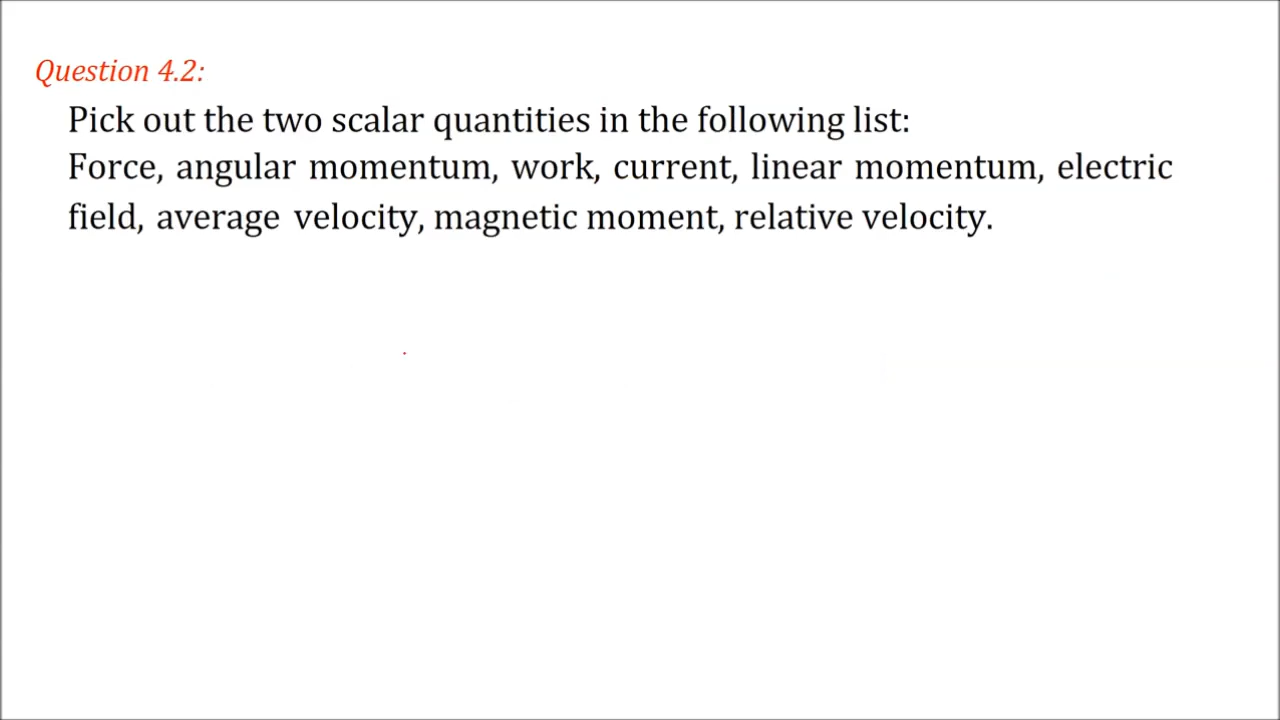 Question 4.2:
Pick out the two scalar quantities in the following list:
Force, angular momentum, work, current, linear momentum, electric
field, average velocity, magnetic moment, relative velocity.